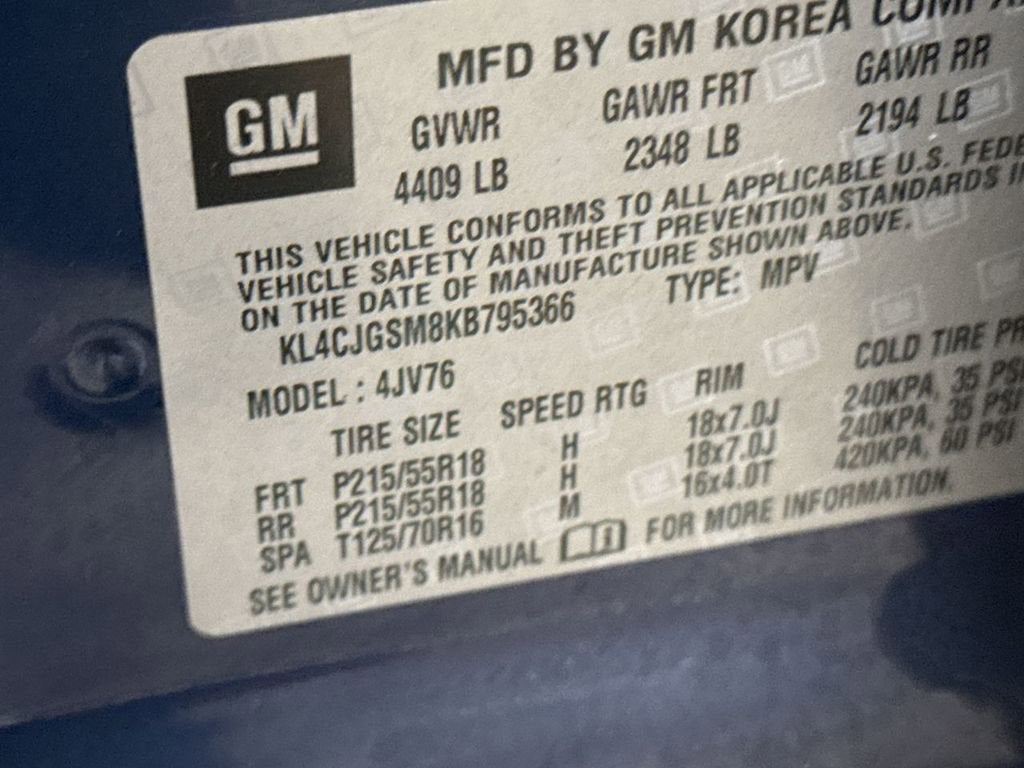 GM
MFD BY GM KOREA
GVWR GAWR FRT GAWR RR
4409 LB 2348 LB 2194 LB
THIS VEHICLE CONFORMS TO ALL APPLICABLE U.S.
VEHICLE SAFETY AND THEFT PREVENTION STANDARDS
ON THE DATE OF MANUFACTURE SHOWN ABOVE.
KL4CJGSM8KB795366 TYPE: MPV
MODEL : 4JV76
TIRE SIZE SPEED RTG RIM COLD TIRE
FRT P215/55R18 H 18x7.0J 240KPA, 35 PSI
RR P215/55R18 H 18x7.0J 240KPA, 35 PSI
SPA T125/70R16 M 16x4.0T 420KPA, 60 PSI
SEE OWNER'S MANUAL FOR MORE INFORMATION.